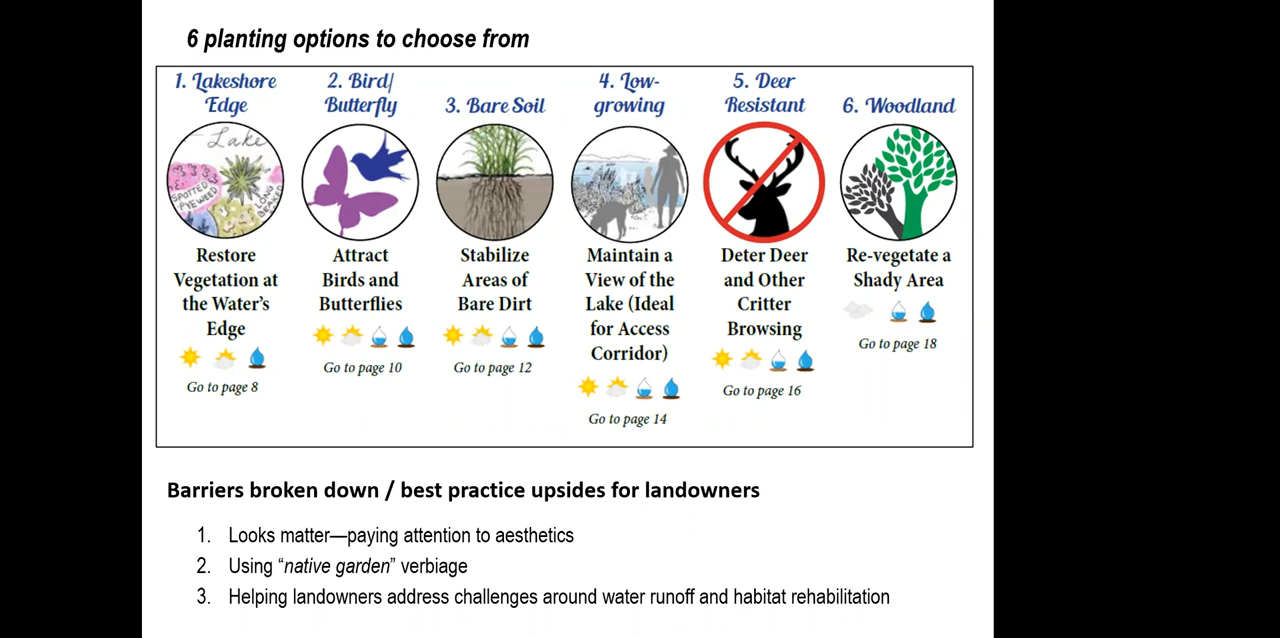 6 planting options to choose from
1. Lakeshore
Edge
Lake
SPOTTED
PYEWEED
LONG
BEAKED
Restore
Vegetation at
the Water's
Edge
Go to page 8
2. Bird/
Butterfly
Attract
Birds and
Butterflies
Go to page 10
3. Bare Soil
Stabilize
Areas of
Bare Dirt
Go to page 12
4. Low-
growing
Maintain a
View of the
Lake (Ideal
for Access
Corridor)
Go to page 14
5. Deer
Resistant
Deter Deer
and Other
Critter
Browsing
Go to page 16
6. Woodland
Re-vegetate a
Shady Area
Go to page 18
Barriers broken down / best practice upsides for landowners
1. Looks matter—paying attention to aesthetics
2. Using “native garden” verbiage
3. Helping landowners address challenges around water runoff and habitat rehabilitation